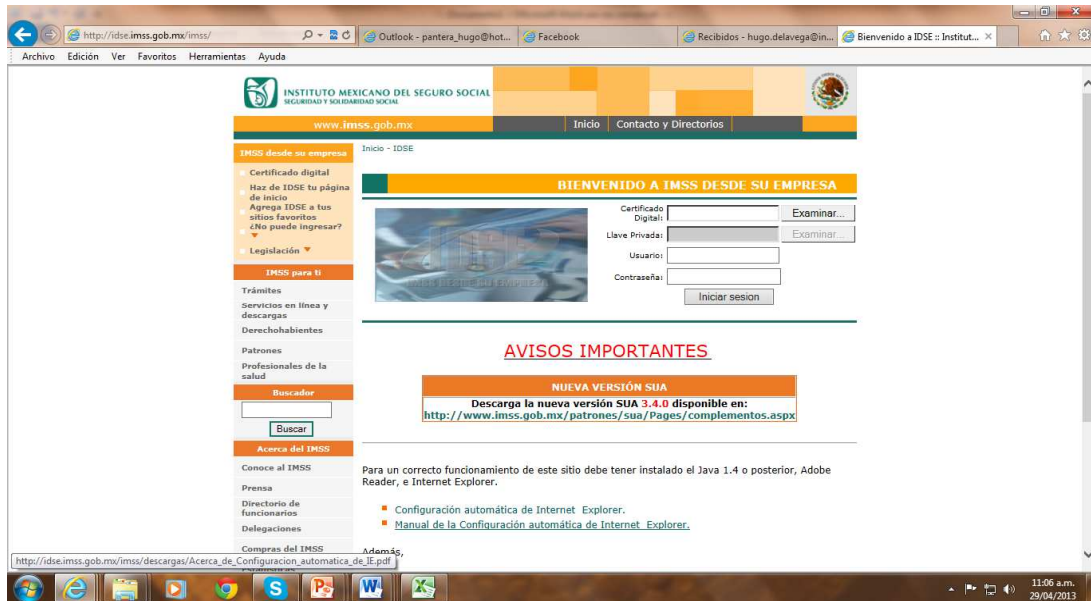 http://idse.imss.gob.mx/imss/
Outlook - pantera_hugo@hot...
Facebook
Recibidos - hugo.delavega@in...
Bienvenido a IDSE :: Institut...
Archivo Edición Ver Favoritos Herramientas Ayuda
INSTITUTO MEXICANO DEL SEGURO SOCIAL
SEGURIDAD Y SOLIDARIDAD SOCIAL
www.imss.gob.mx
Inicio Contacto y Directorios
IMSS desde su empresa
Certificado digital
Haz de IDSE tu página
de inicio
Agrega IDSE a tus
sitios favoritos
¿No puede ingresar?
Legislación
IMSS para ti
Trámites
Servicios en línea y
descargas
Derechohabientes
Patrones
Profesionales de la
salud
Buscador
Buscar
Acerca del IMSS
Conoce al IMSS
Prensa
Directorio de
funcionarios
Delegaciones
Compras del IMSS
Inicio - IDSE
BIENVENIDO A IMSS DESDE SU EMPRESA
IMSS DESDE SU EMPRESA
Certificado
Digital:
Examinar...
Llave Privada:
Examinar...
Usuario:
Contraseña:
Iniciar sesion
AVISOS IMPORTANTES
NUEVA VERSIÓN SUA
Descarga la nueva versión SUA 3.4.0 disponible en:
http://www.imss.gob.mx/patrones/sua/Pages/complementos.aspx
Para un correcto funcionamiento de este sitio debe tener instalado el Java 1.4 o posterior, Adobe
Reader, e Internet Explorer.
Configuración automática de Internet Explorer.
Manual de la Configuración automática de Internet Explorer.
Además,
http://idse.imss.gob.mx/imss/descargas/Acerca_de_Configuracion_automatica_de_IE.pdf
11:06 a.m.
29/04/2013